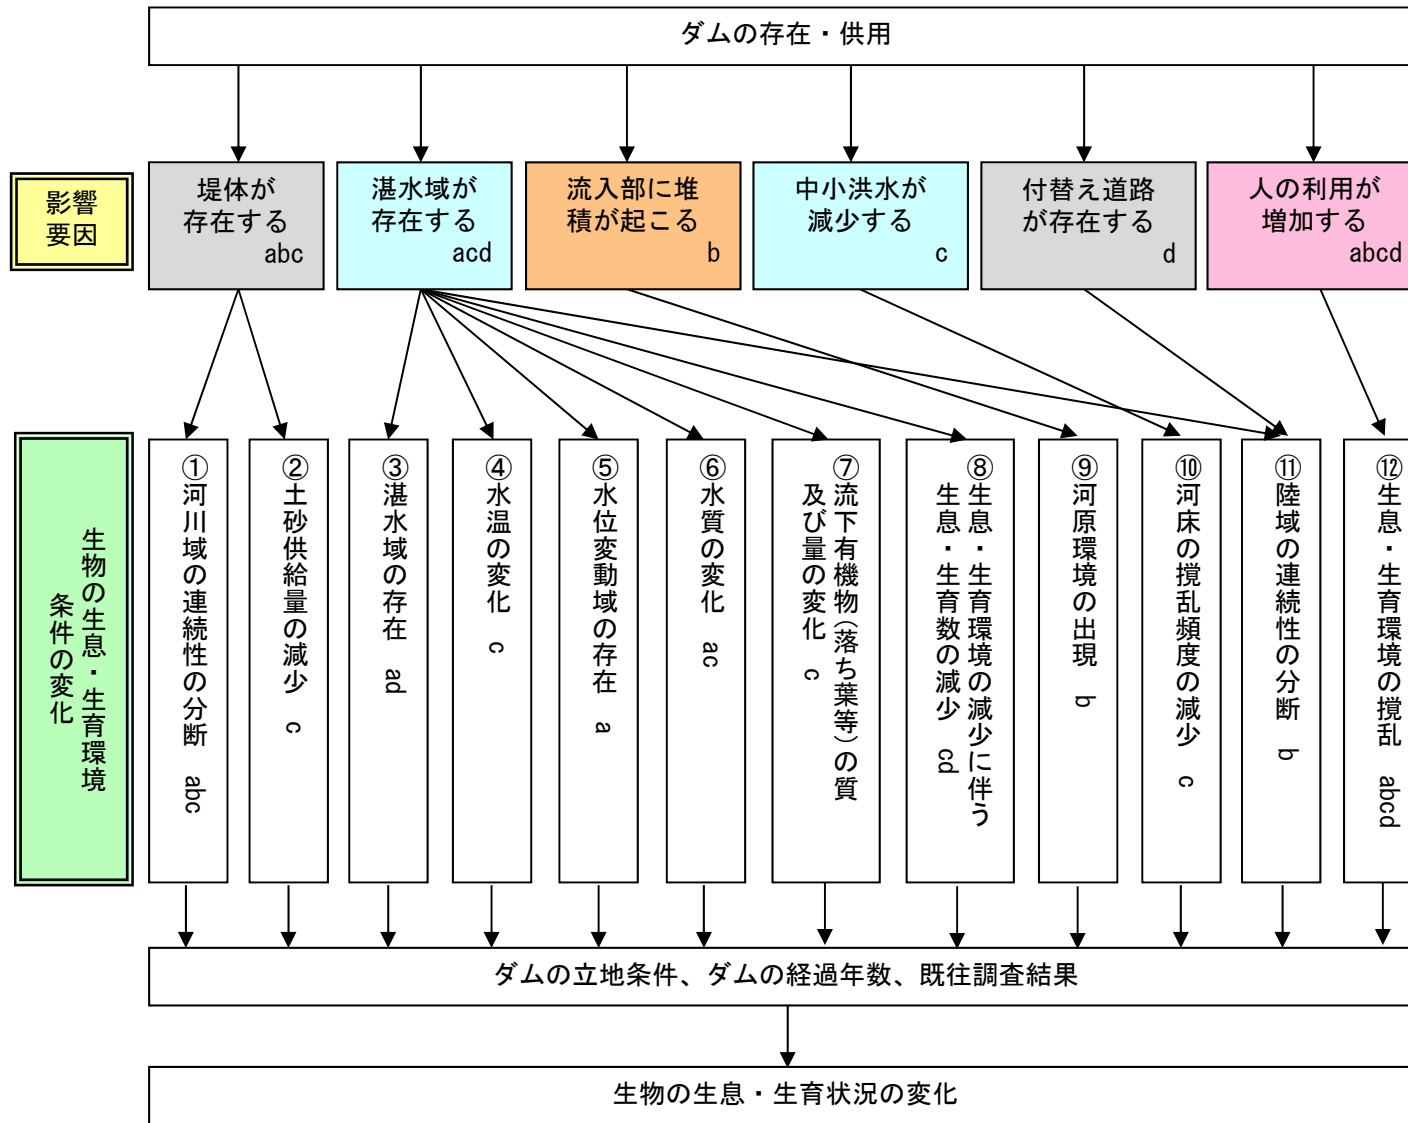 ダムの存在・供用
影響
要因
堤体が
存在する
abc
湛水域が
存在する
acd
流入部に堆
積が起こる
b
中小洪水が
減少する
c
付替え道路
が存在する
d
人の利用が
増加する
abcd
生物の生息・生育環境
条件の変化
①河川域の連続性の分断 abc
②土砂供給量の減少 c
③湛水域の存在 ad
④水温の変化 c
⑤水位変動域の存在 a
⑥水質の変化 ac
⑦流下有機物(落ち葉等)の質
及び量の変化 c
⑧生息・生育環境の減少に伴う
生息・生育数の減少 cd
⑨河原環境の出現 b
⑩河床の撹乱頻度の減少 c
⑪陸域の連続性の分断 b
⑫生息・生育環境の撹乱 abcd
ダムの立地条件、ダムの経過年数、既往調査結果
生物の生息・生育状況の変化